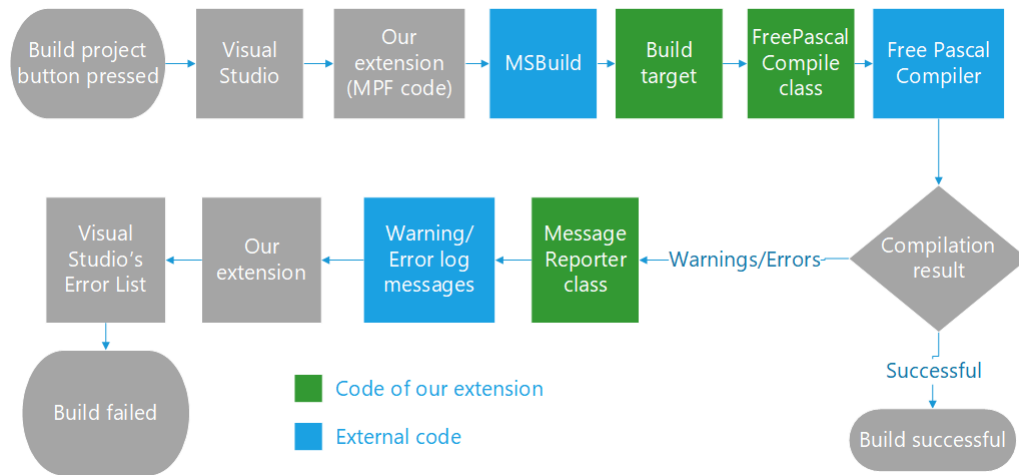 Build project
button pressed
Visual
Studio
Our
extension
(MPF code)
MSBuild
Build
target
FreePascal
Compile
class
Free Pascal
Compiler
Visual
Studio's
Error List
Our
extension
Warning/
Error log
messages
Message
Reporter
class
Warnings/Errors
Compilation
result
Successful
Build failed
Code of our extension
External code
Build successful